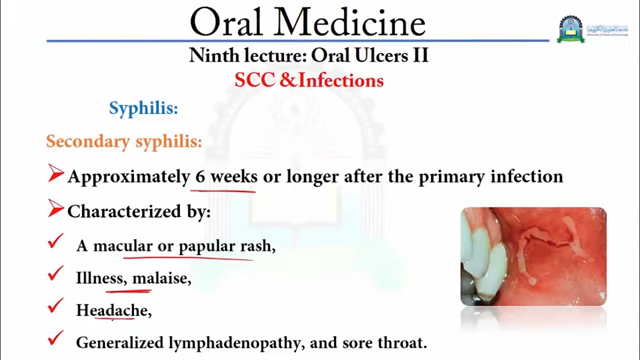 Oral Medicine
Ninth lecture: Oral Ulcers II
SCC &Infections
Syphilis:
Secondary syphilis:
Approximately 6 weeks or longer after the primary infection
Characterized by:
A macular or papular rash,
Illness, malaise,
Headache,
Generalized lymphadenopathy, and sore throat.